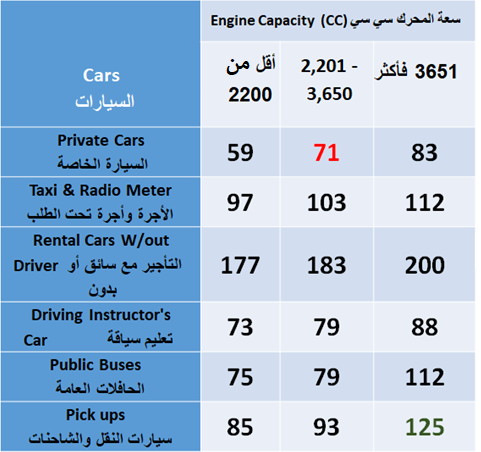 Engine Capacity (CC) سعة المحرك سي سي
Cars
السيارات
أقل من
2200
2,201 -
3,650
3651 فأكثر
Private Cars
السيارة الخاصة
59 71 83
Taxi & Radio Meter
الأجرة وأجرة تحت الطلب
97 103 112
Rental Cars W/out
Driver التأجير مع سائق أو
بدون
177 183 200
Driving Instructor's
Car تعليم سياقة
73 79 88
Public Buses
الحافلات العامة
75 79 112
Pick ups
سيارات النقل والشاحنات
85 93 125